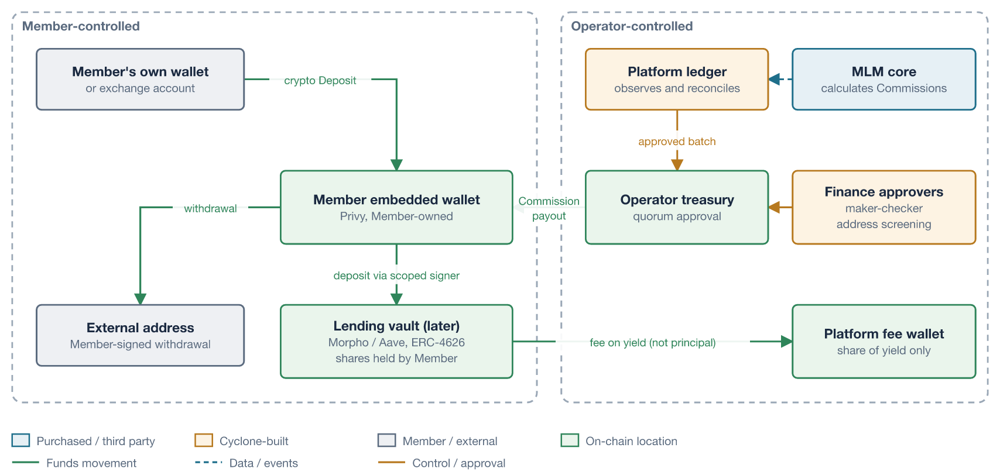 Member-controlled
Operator-controlled
Member's own wallet
or exchange account
crypto Deposit
Platform ledger
observes and reconciles
MLM core
calculates Commissions
approved batch
Member embedded wallet
Privy, Member-owned
withdrawal
Commission
payout
Operator treasury
quorum approval
Finance approvers
maker-checker
address screening
deposit via scoped signer
External address
Member-signed withdrawal
Lending vault (later)
Morpho / Aave, ERC-4626
shares held by Member
fee on yield (not principal)
Platform fee wallet
share of yield only
Purchased / third party
Cyclone-built
Member / external
On-chain location
Funds movement
Data / events
Control / approval